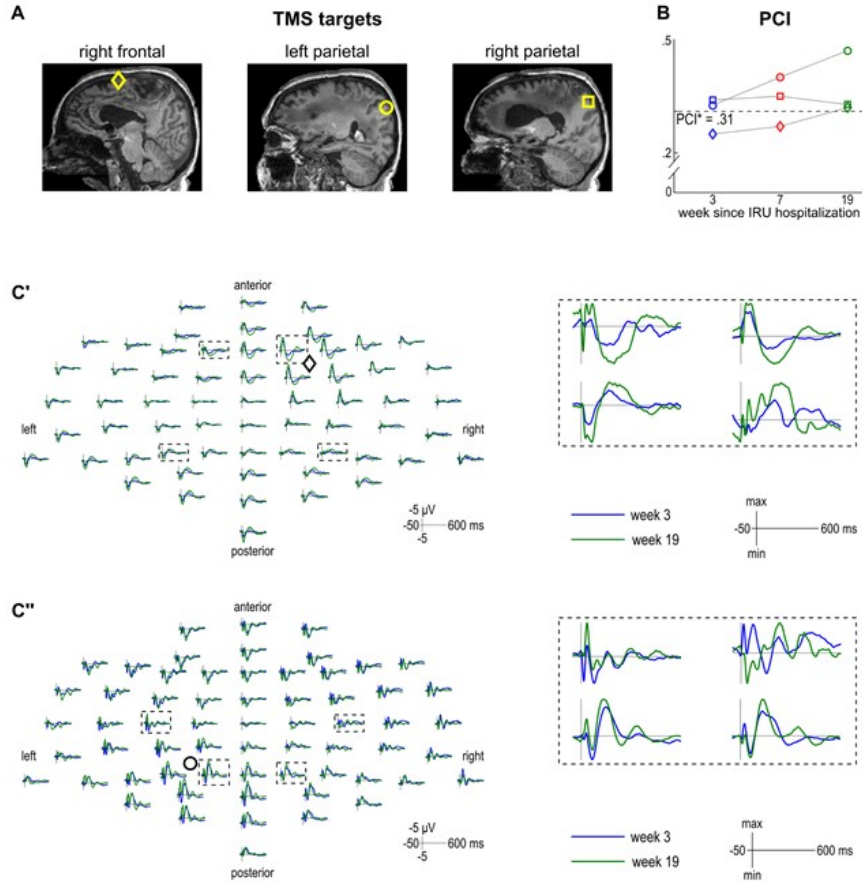 A
TMS targets
right frontal
left parietal
right parietal
B
PCI
.5
PCI* = .31
.2
0
3
7
19
week since IRU hospitalization
C'
anterior
left
right
posterior
-5 µV
-50
600 ms
-5
week 3
week 19
max
-50
600 ms
min
C"
anterior
left
right
posterior
-5 µV
-50
600 ms
-5
week 3
week 19
max
-50
600 ms
min